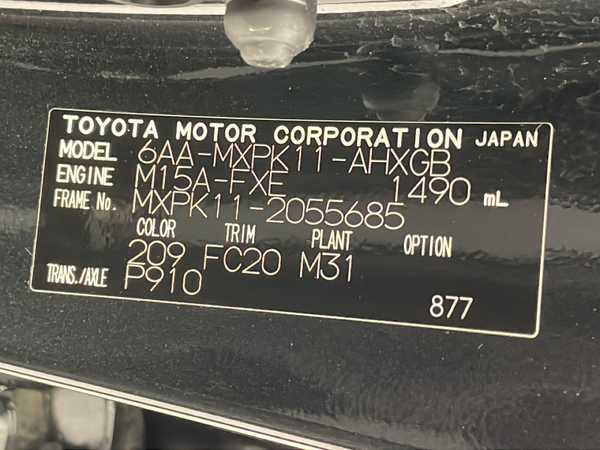 TOYOTA MOTOR CORPORATION JAPAN
MODEL 6AA-MXPK11-AHXGB
ENGINE M15A-FXE 1490 mL
FRAME No. MXPK11-2055685
COLOR TRIM PLANT OPTION
209 FC20 M31
TRANS./AXLE P910
877